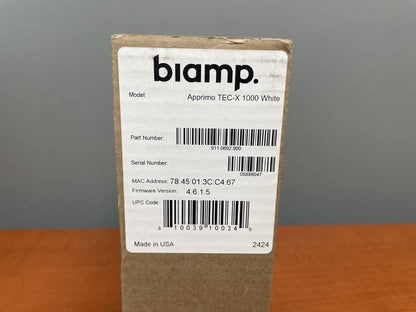 biamp.
Model: Apprimo TEC-X 1000 White
Part Number:
911.0692.900
Serial Number:
05886047
MAC Address: 78:45:01:3C:C4:67
Firmware Version: 4.6.1.5
UPC Code:
8 10039 10034 9
Made in USA 2424